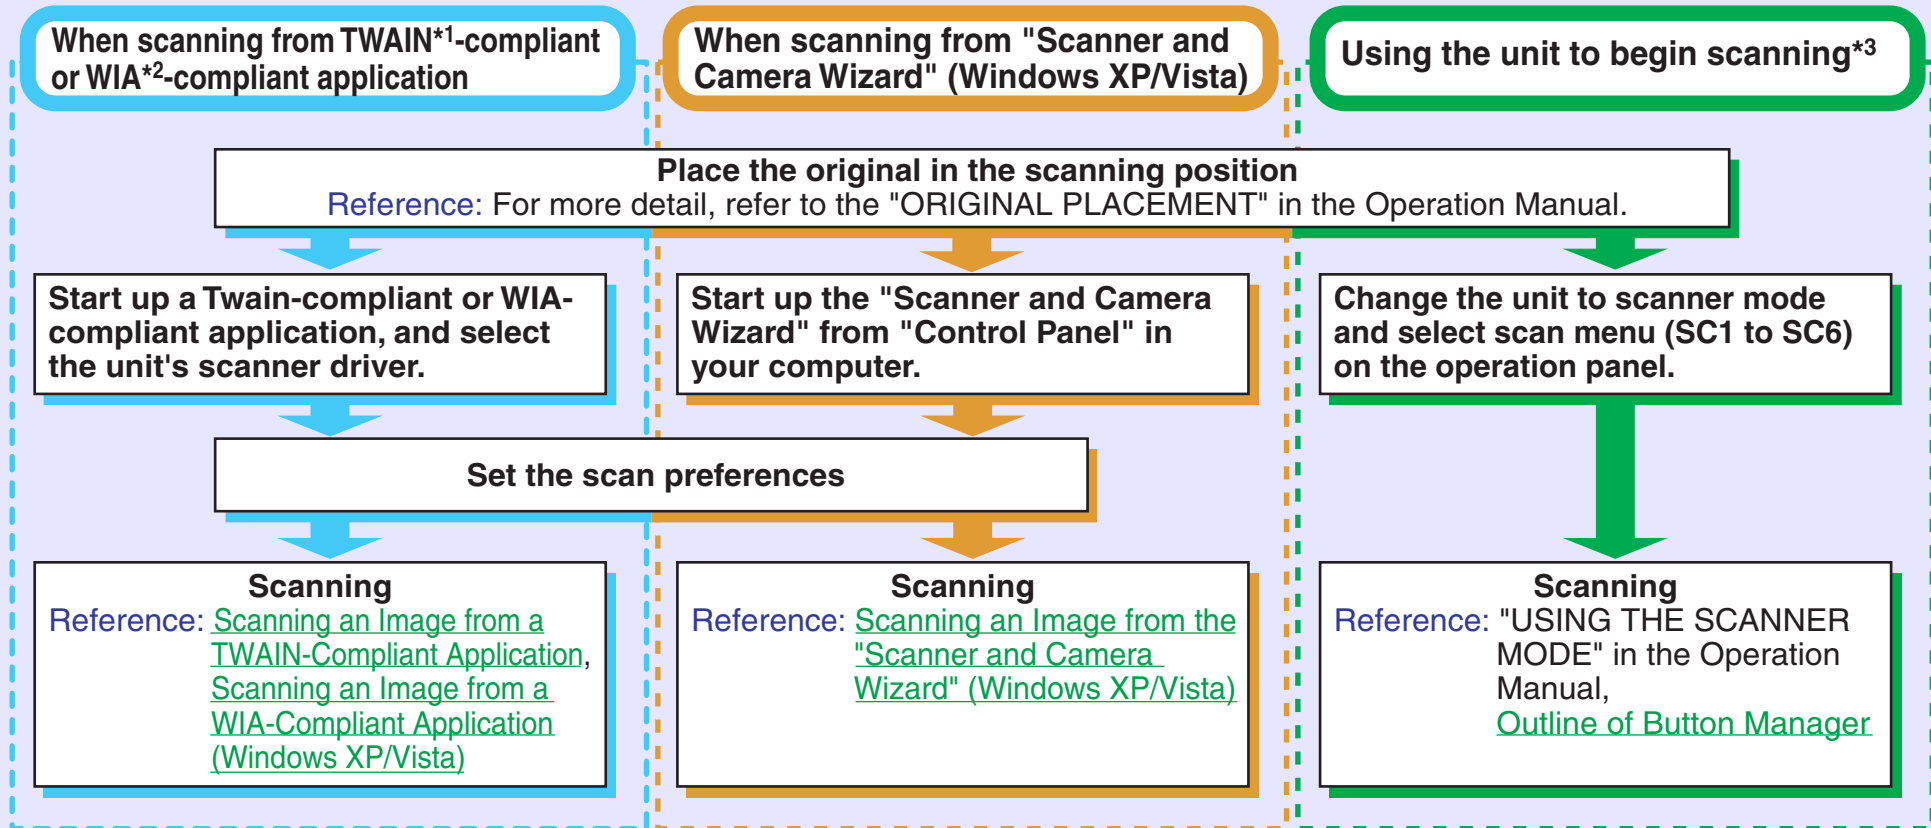 When scanning from TWAIN*1-compliant
or WIA*2-compliant application
When scanning from "Scanner and
Camera Wizard" (Windows XP/Vista)
Using the unit to begin scanning*3
Place the original in the scanning position
Reference: For more detail, refer to the "ORIGINAL PLACEMENT" in the Operation Manual.
Start up a Twain-compliant or WIA-
compliant application, and select
the unit's scanner driver.
Start up the "Scanner and Camera
Wizard" from "Control Panel" in
your computer.
Change the unit to scanner mode
and select scan menu (SC1 to SC6)
on the operation panel.
Set the scan preferences
Scanning
Reference: Scanning an Image from a
TWAIN-Compliant Application,
Scanning an Image from a
WIA-Compliant Application
(Windows XP/Vista)
Scanning
Reference: Scanning an Image from the
"Scanner and Camera
Wizard" (Windows XP/Vista)
Scanning
Reference: "USING THE SCANNER
MODE" in the Operation
Manual,
Outline of Button Manager